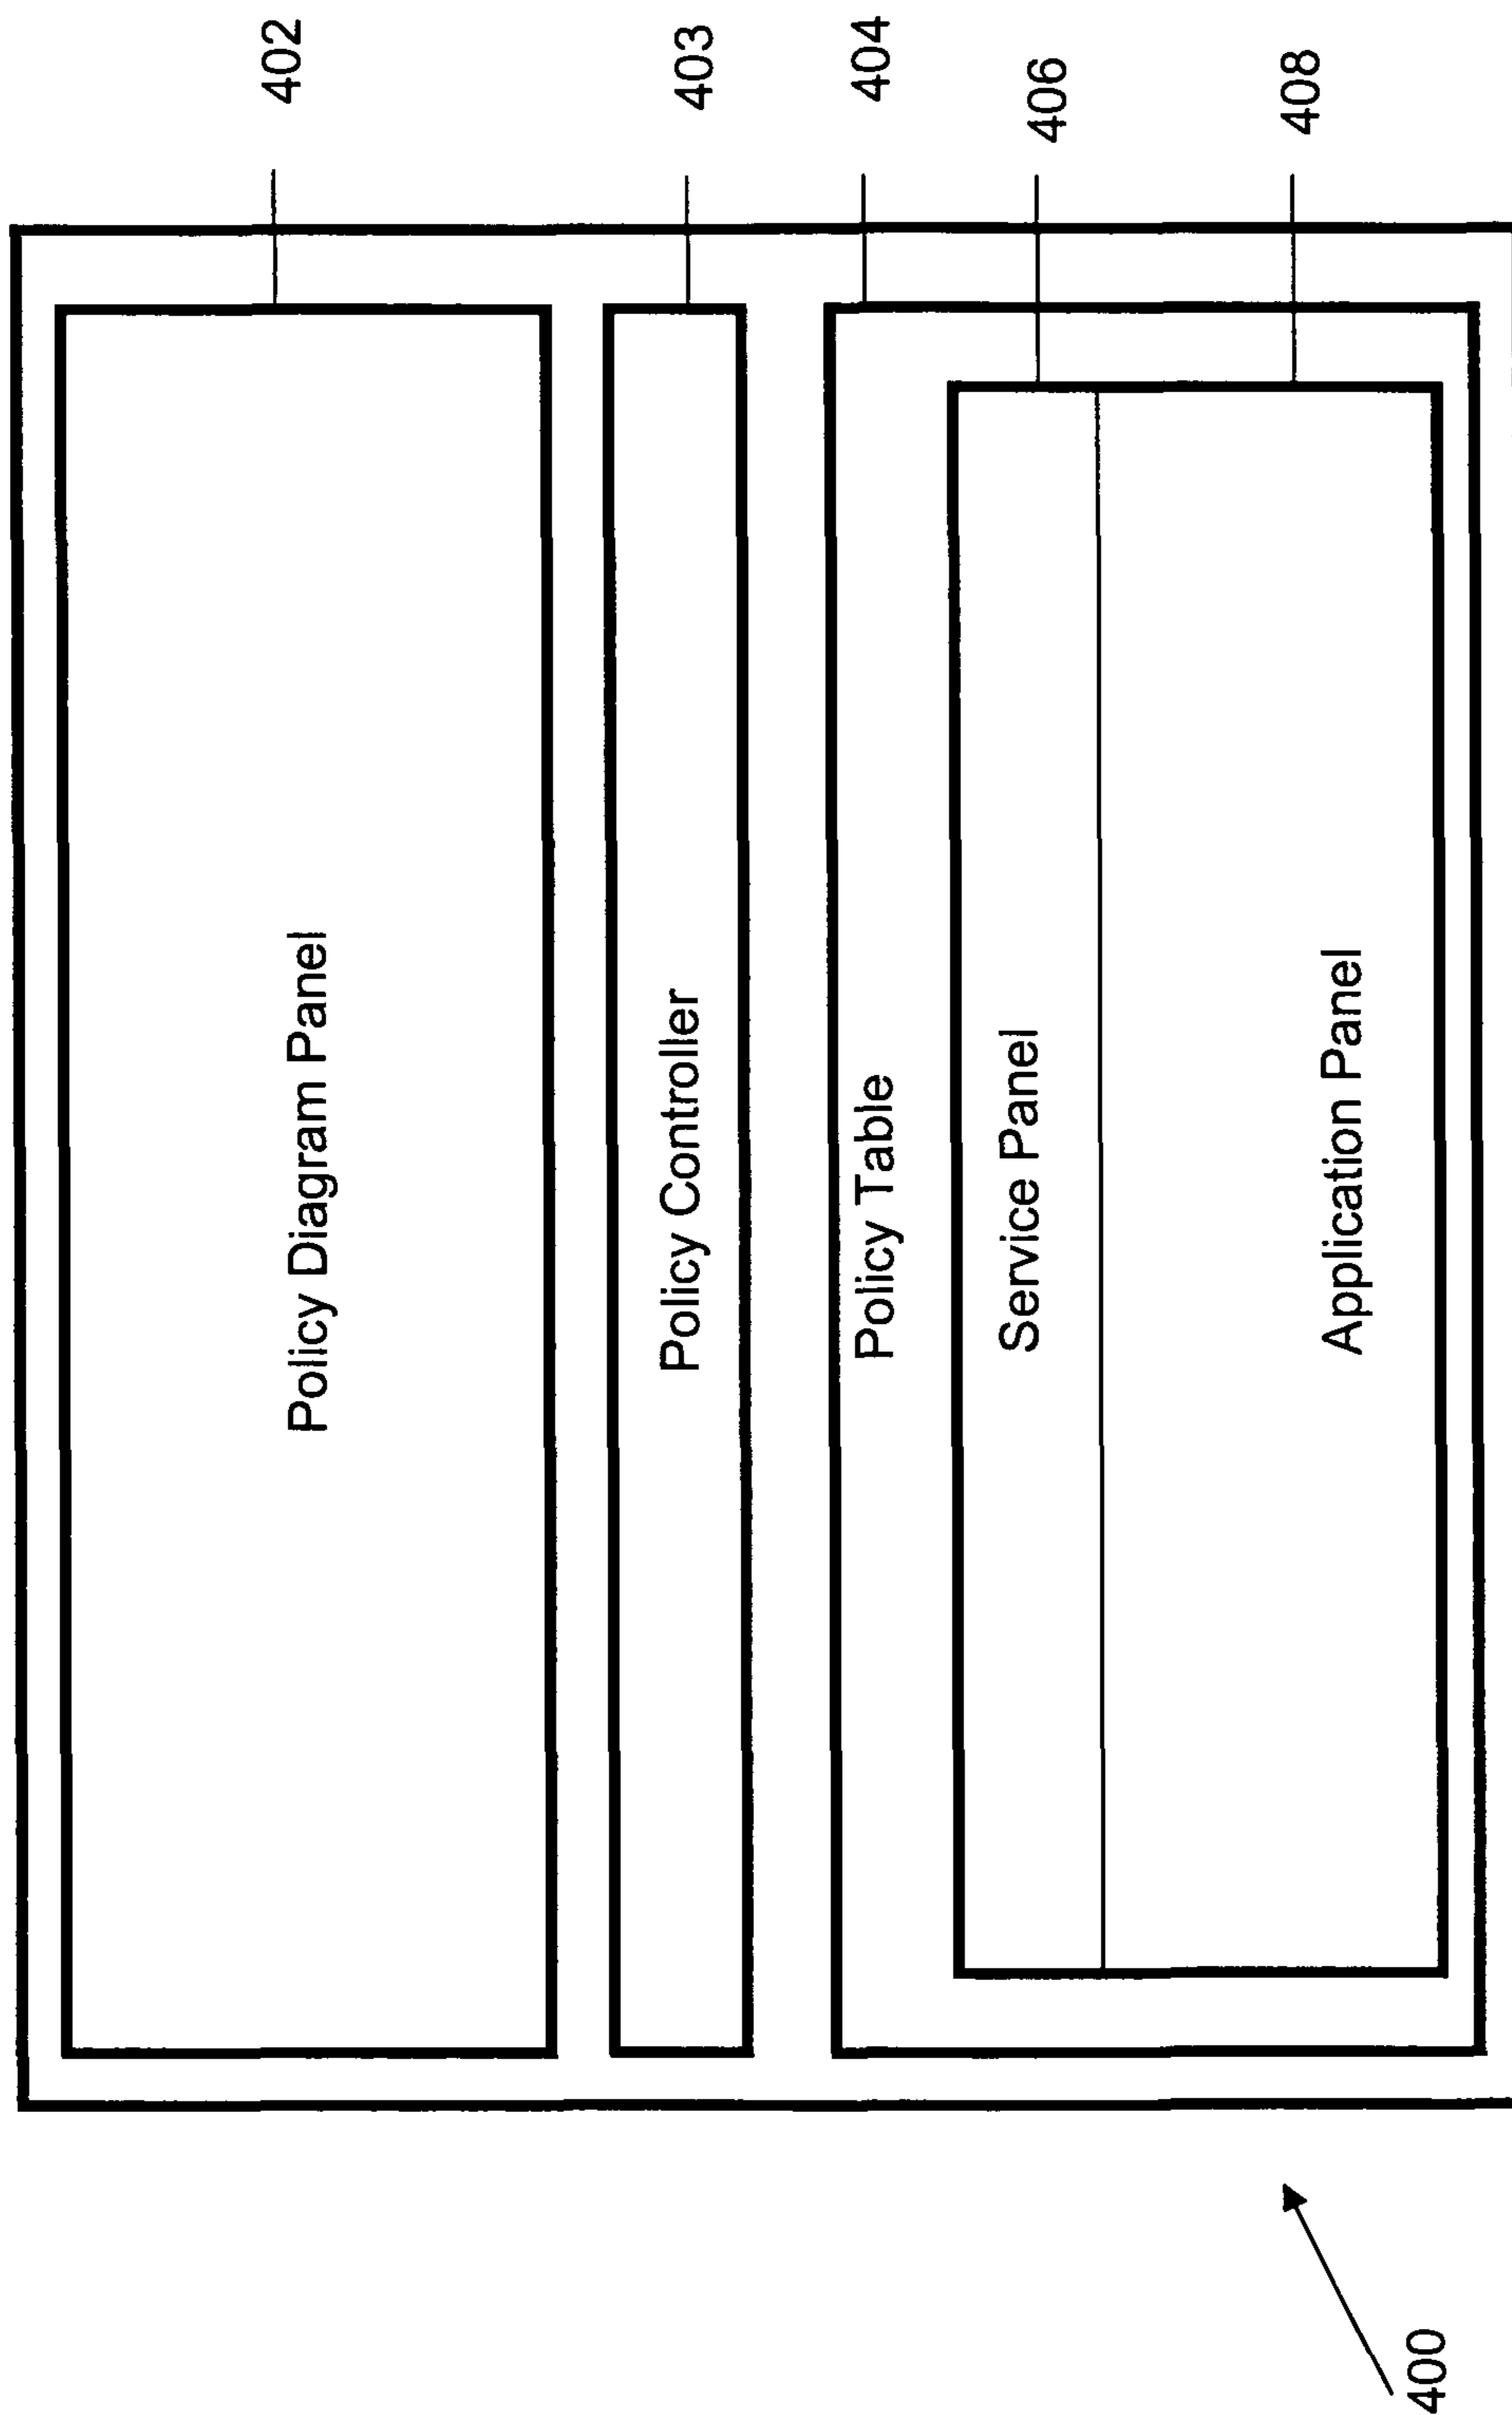 Policy Diagram Panel
402
Policy Controller
403
Policy Table
404
Service Panel
406
Application Panel
408
400